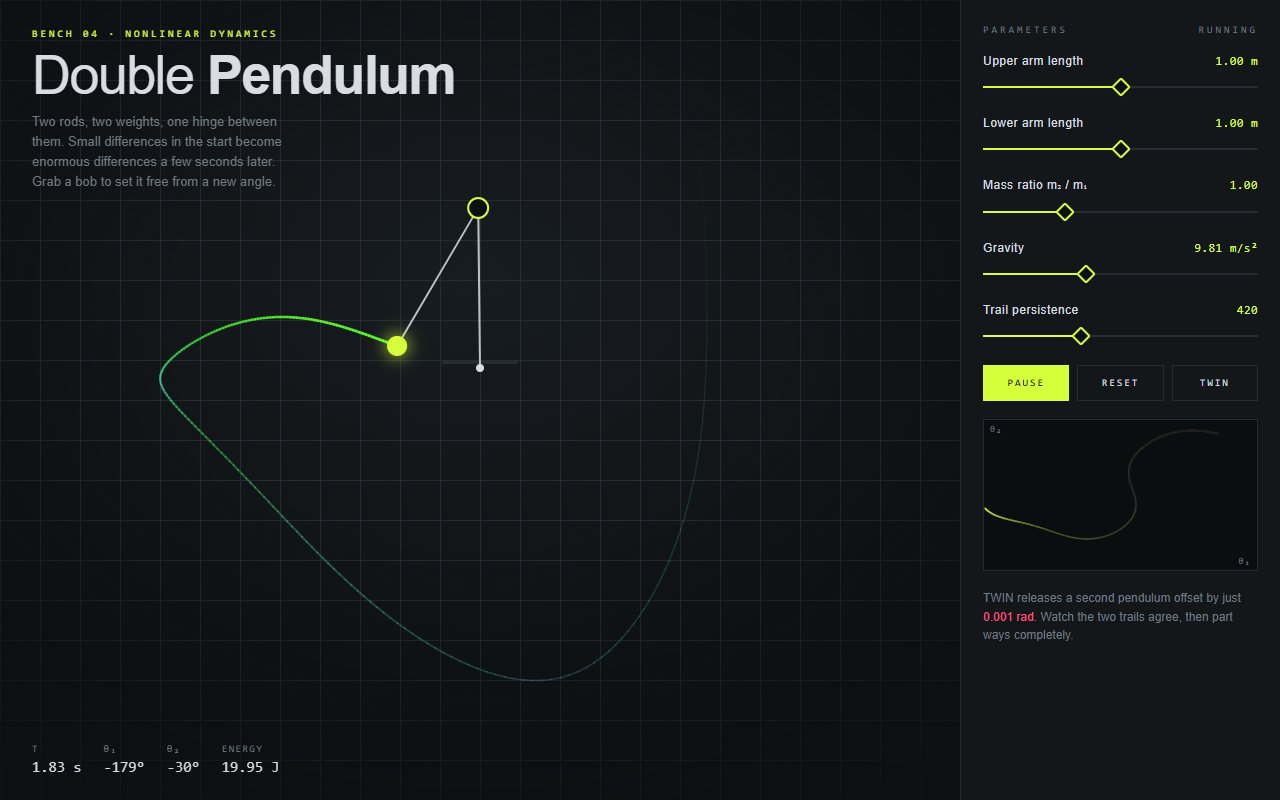 BENCH 04 · NONLINEAR DYNAMICS
Double Pendulum
Two rods, two weights, one hinge between
them. Small differences in the start become
enormous differences a few seconds later.
Grab a bob to set it free from a new angle.
T
1.83 s
θ₁
-179°
θ₂
-30°
ENERGY
19.95 J
PARAMETERS
RUNNING
Upper arm length
1.00 m
Lower arm length
1.00 m
Mass ratio m₂ / m₁
1.00
Gravity
9.81 m/s²
Trail persistence
420
PAUSE
RESET
TWIN
θ₂
θ₁
TWIN releases a second pendulum offset by just
0.001 rad. Watch the two trails agree, then part
ways completely.